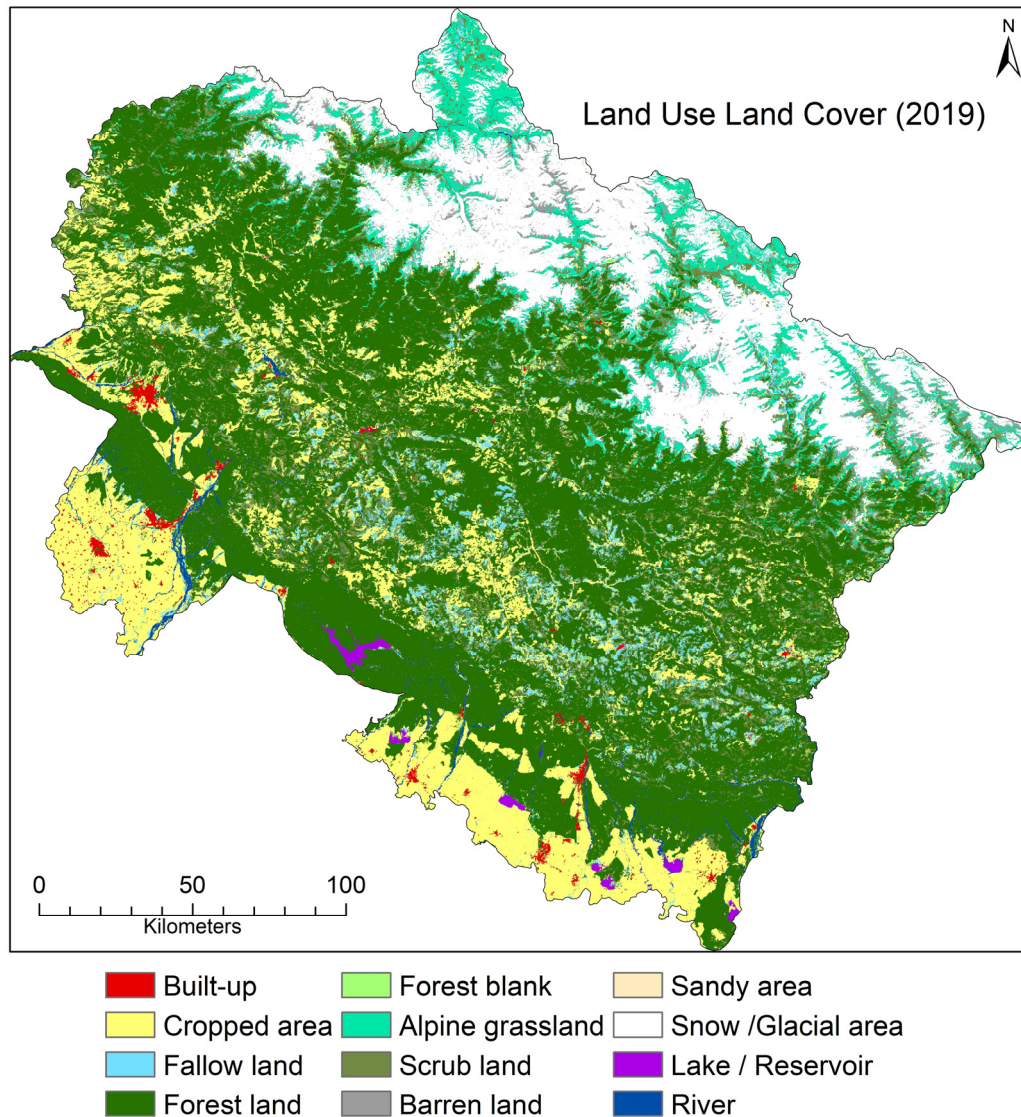 N
Land Use Land Cover (2019)
0 50 100
Kilometers
Built-up Forest blank Sandy area
Cropped area Alpine grassland Snow /Glacial area
Fallow land Scrub land Lake / Reservoir
Forest land Barren land River